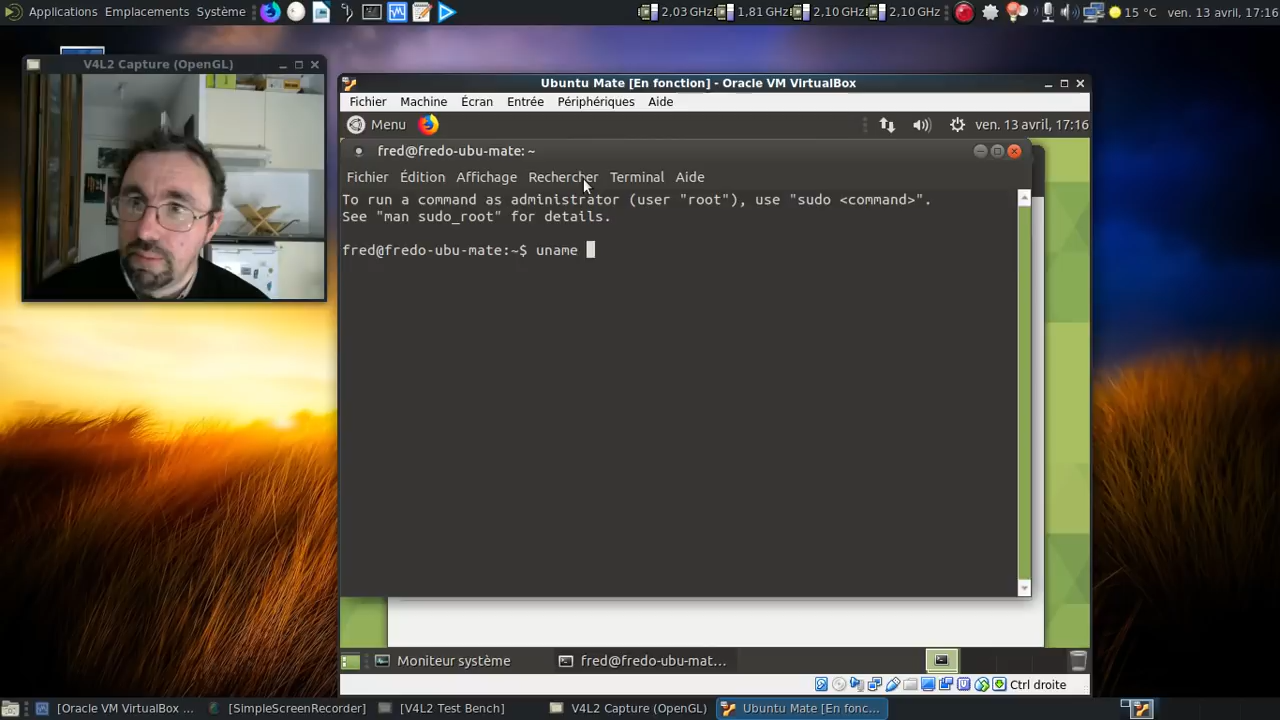 Applications Emplacements Système
2,03 GHz 1,81 GHz 2,10 GHz 2,10 GHz 15 °C ven. 13 avril, 17:16
V4L2 Capture (OpenGL)
Ubuntu Mate [En fonction] - Oracle VM VirtualBox
Fichier Machine Écran Entrée Périphériques Aide
Menu ven. 13 avril, 17:16
fred@fredo-ubu-mate: ~
Fichier Édition Affichage Rechercher Terminal Aide
To run a command as administrator (user "root"), use "sudo <command>".
See "man sudo_root" for details.
fred@fredo-ubu-mate:~$ uname
Moniteur système fred@fredo-ubu-mat...
Ctrl droite
[Oracle VM VirtualBox ... [SimpleScreenRecorder] [V4L2 Test Bench] V4L2 Capture (OpenGL) Ubuntu Mate [En fonc...